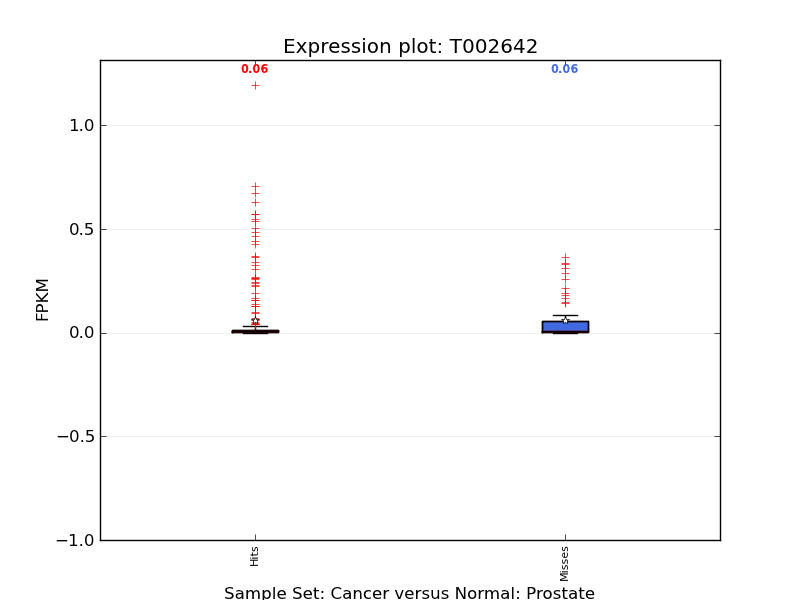 Expression plot: T002642
0.06
0.06
1.0
0.5
0.0
−0.5
−1.0
FPKM
Hits
Misses
Sample Set: Cancer versus Normal: Prostate